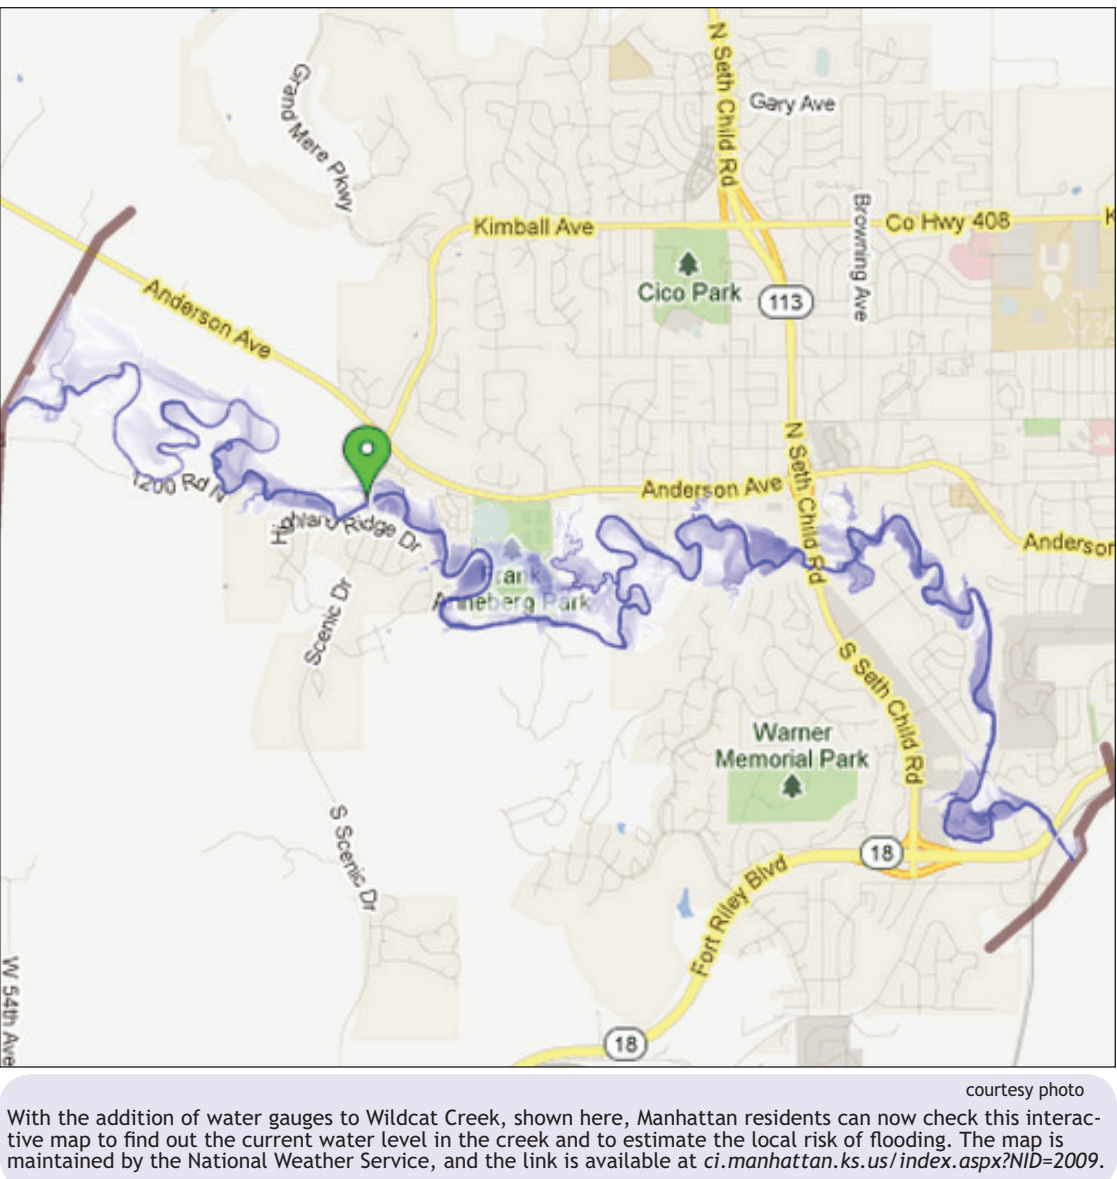 N Seth Child Rd
Gary Ave
Grand Mere Pkwy
Browning Ave
Kimball Ave
Co Hwy 408
K
Cico Park
113
Anderson Ave
N Seth Child Rd
Anderson Ave
1200 Rd N
Highland Ridge Dr
Anderson
Frank
Anneberg Park
Scenic Dr
S Seth Child Rd
Warner
Memorial Park
S Scenic Dr
18
Fort Riley Blvd
W 54th Ave
18
courtesy photo
With the addition of water gauges to Wildcat Creek, shown here, Manhattan residents can now check this interac-
tive map to find out the current water level in the creek and to estimate the local risk of flooding. The map is
maintained by the National Weather Service, and the link is available at ci.manhattan.ks.us/index.aspx?NID=2009.